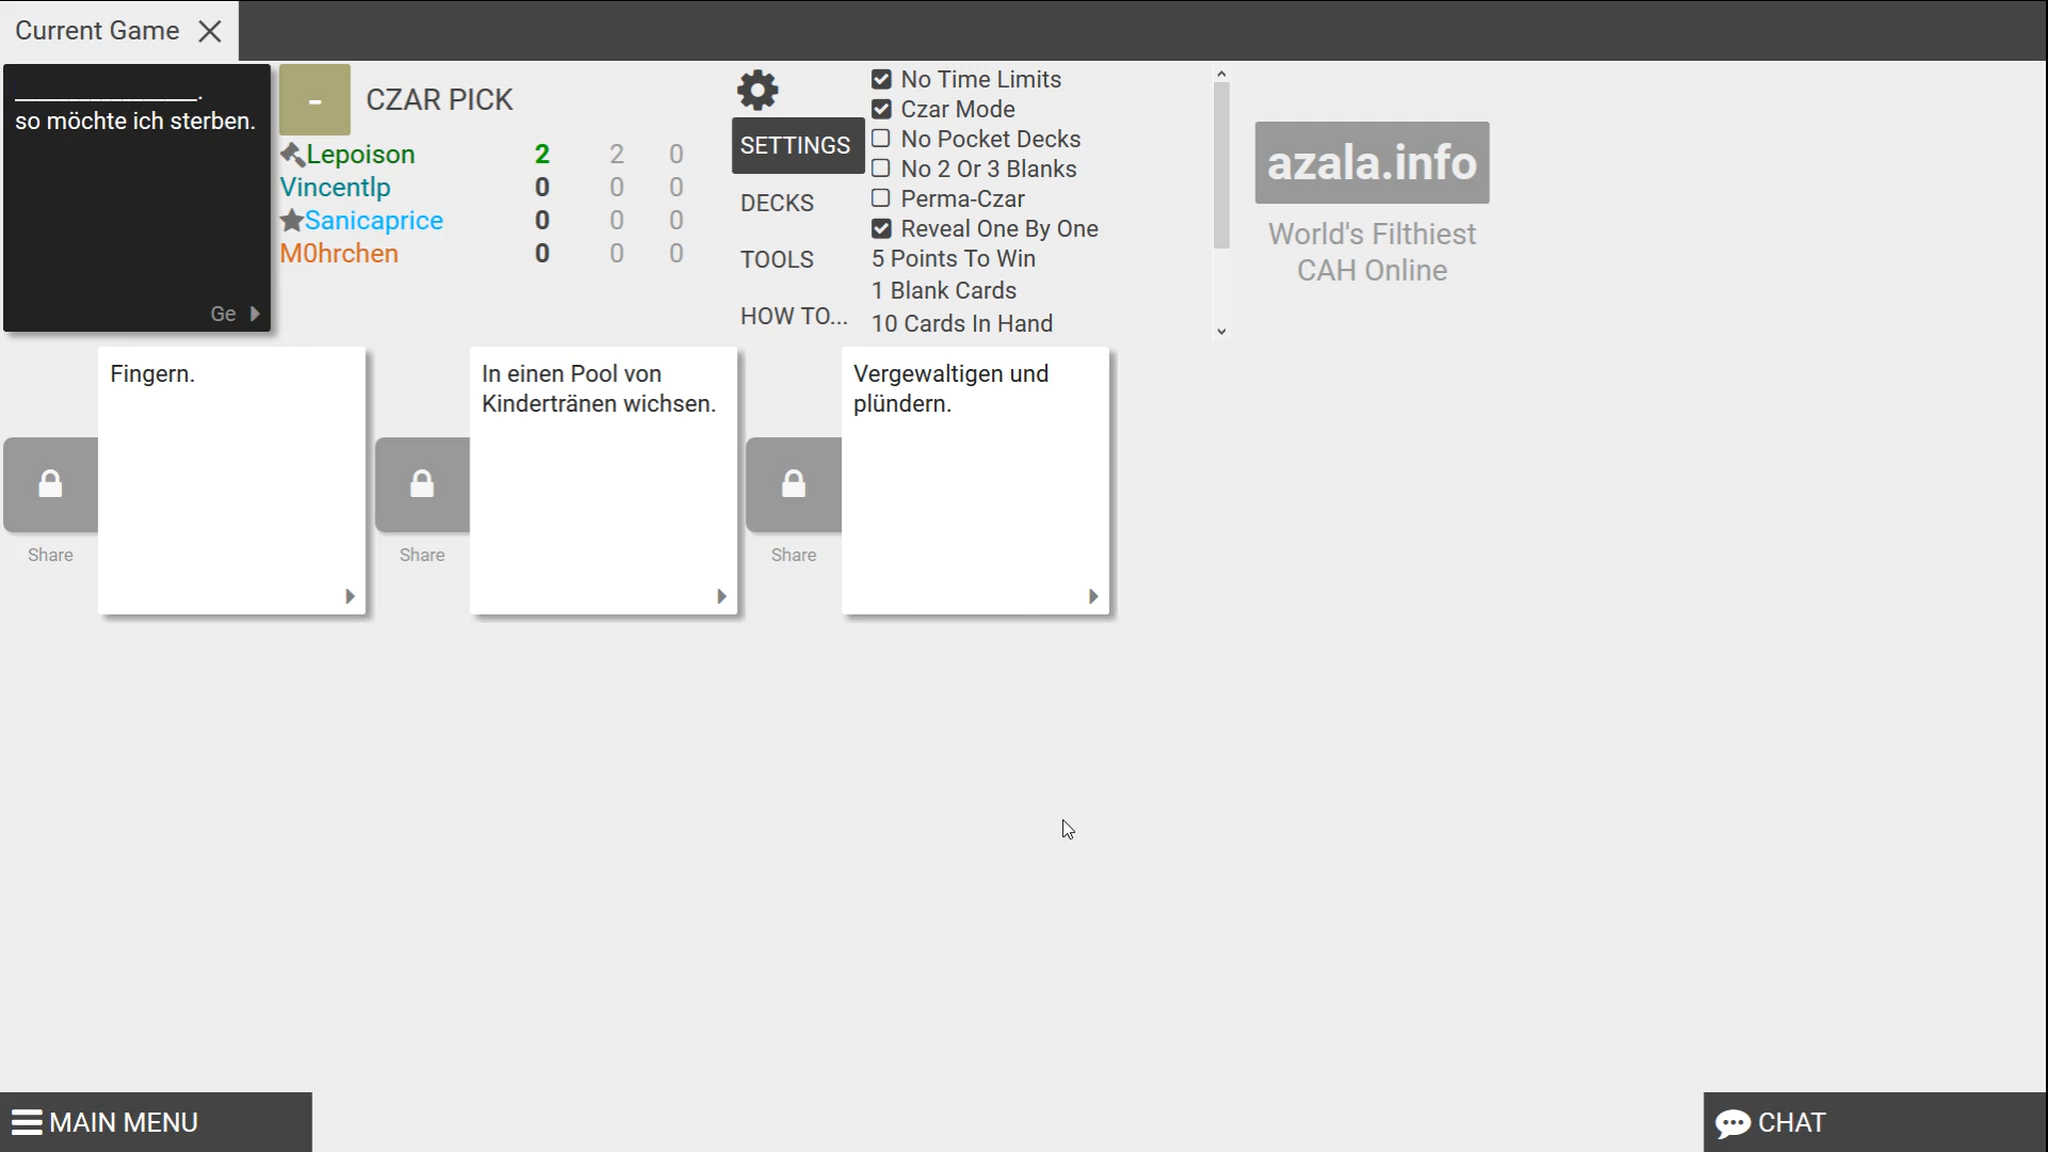 Current Game
_______________.
so möchte ich sterben.
Ge
-
CZAR PICK
Lepoison 2 2 0
Vincentlp 0 0 0
Sanicaprice 0 0 0
M0hrchen 0 0 0
SETTINGS
DECKS
TOOLS
HOW TO...
No Time Limits
Czar Mode
No Pocket Decks
No 2 Or 3 Blanks
Perma-Czar
Reveal One By One
5 Points To Win
1 Blank Cards
10 Cards In Hand
azala.info
World's Filthiest
CAH Online
Share
Fingern.
Share
In einen Pool von
Kindertränen wichsen.
Share
Vergewaltigen und
plündern.
MAIN MENU
CHAT